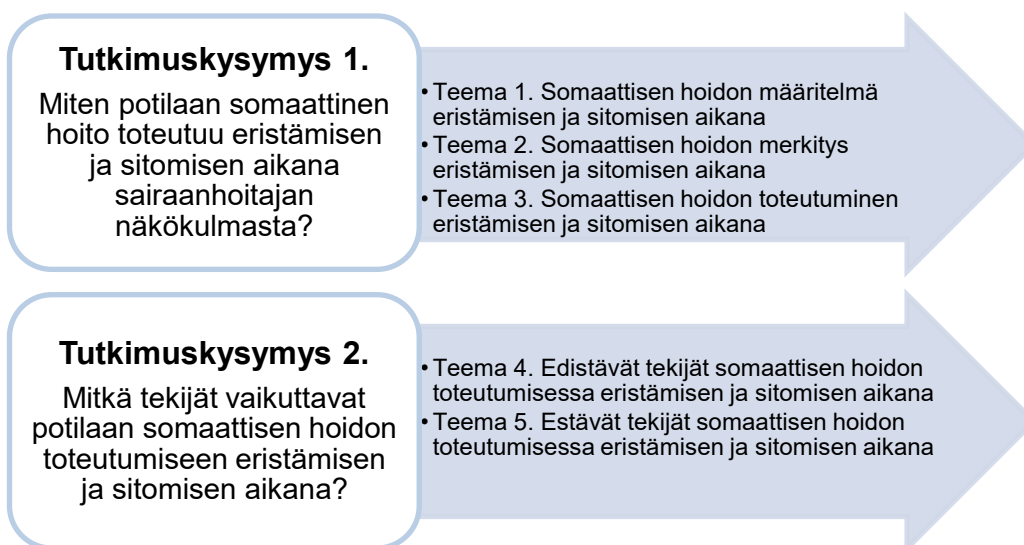 Tutkimuskysymys 1.
Miten potilaan somaattinen
hoito toteutuu eristämisen
ja sitomisen aikana
sairaanhoitajan
näkökulmasta?
• Teema 1. Somaattisen hoidon määritelmä
eristämisen ja sitomisen aikana
• Teema 2. Somaattisen hoidon merkitys
eristämisen ja sitomisen aikana
• Teema 3. Somaattisen hoidon toteutuminen
eristämisen ja sitomisen aikana
Tutkimuskysymys 2.
Mitkä tekijät vaikuttavat
potilaan somaattisen hoidon
toteutumiseen eristämisen
ja sitomisen aikana?
• Teema 4. Edistävät tekijät somaattisen hoidon
toteutumisessa eristämisen ja sitomisen aikana
• Teema 5. Estävät tekijät somaattisen hoidon
toteutumisessa eristämisen ja sitomisen aikana